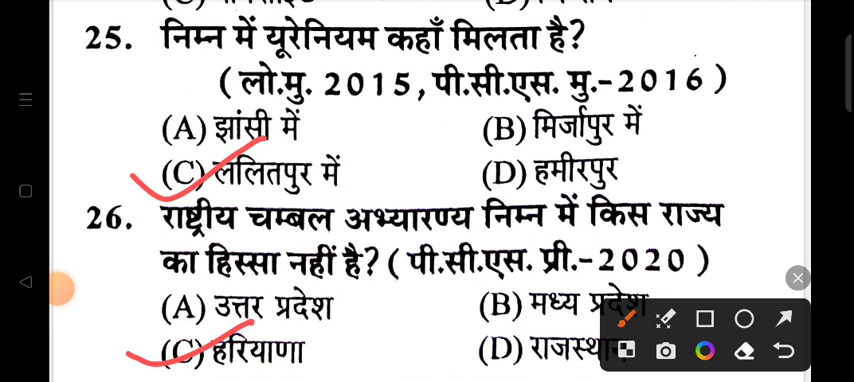 25. निम्न में यूरेनियम कहाँ मिलता है?
(लो.मु. 2015, पी.सी.एस. मु.-2016)
(A) झांसी में (B) मिर्जापुर में
(C) ललितपुर में (D) हमीरपुर
26. राष्ट्रीय चम्बल अभ्यारण्य निम्न में किस राज्य
का हिस्सा नहीं है? (पी.सी.एस. प्री.-2020)
(A) उत्तर प्रदेश (B) मध्य प्रदेश
(C) हरियाणा (D)